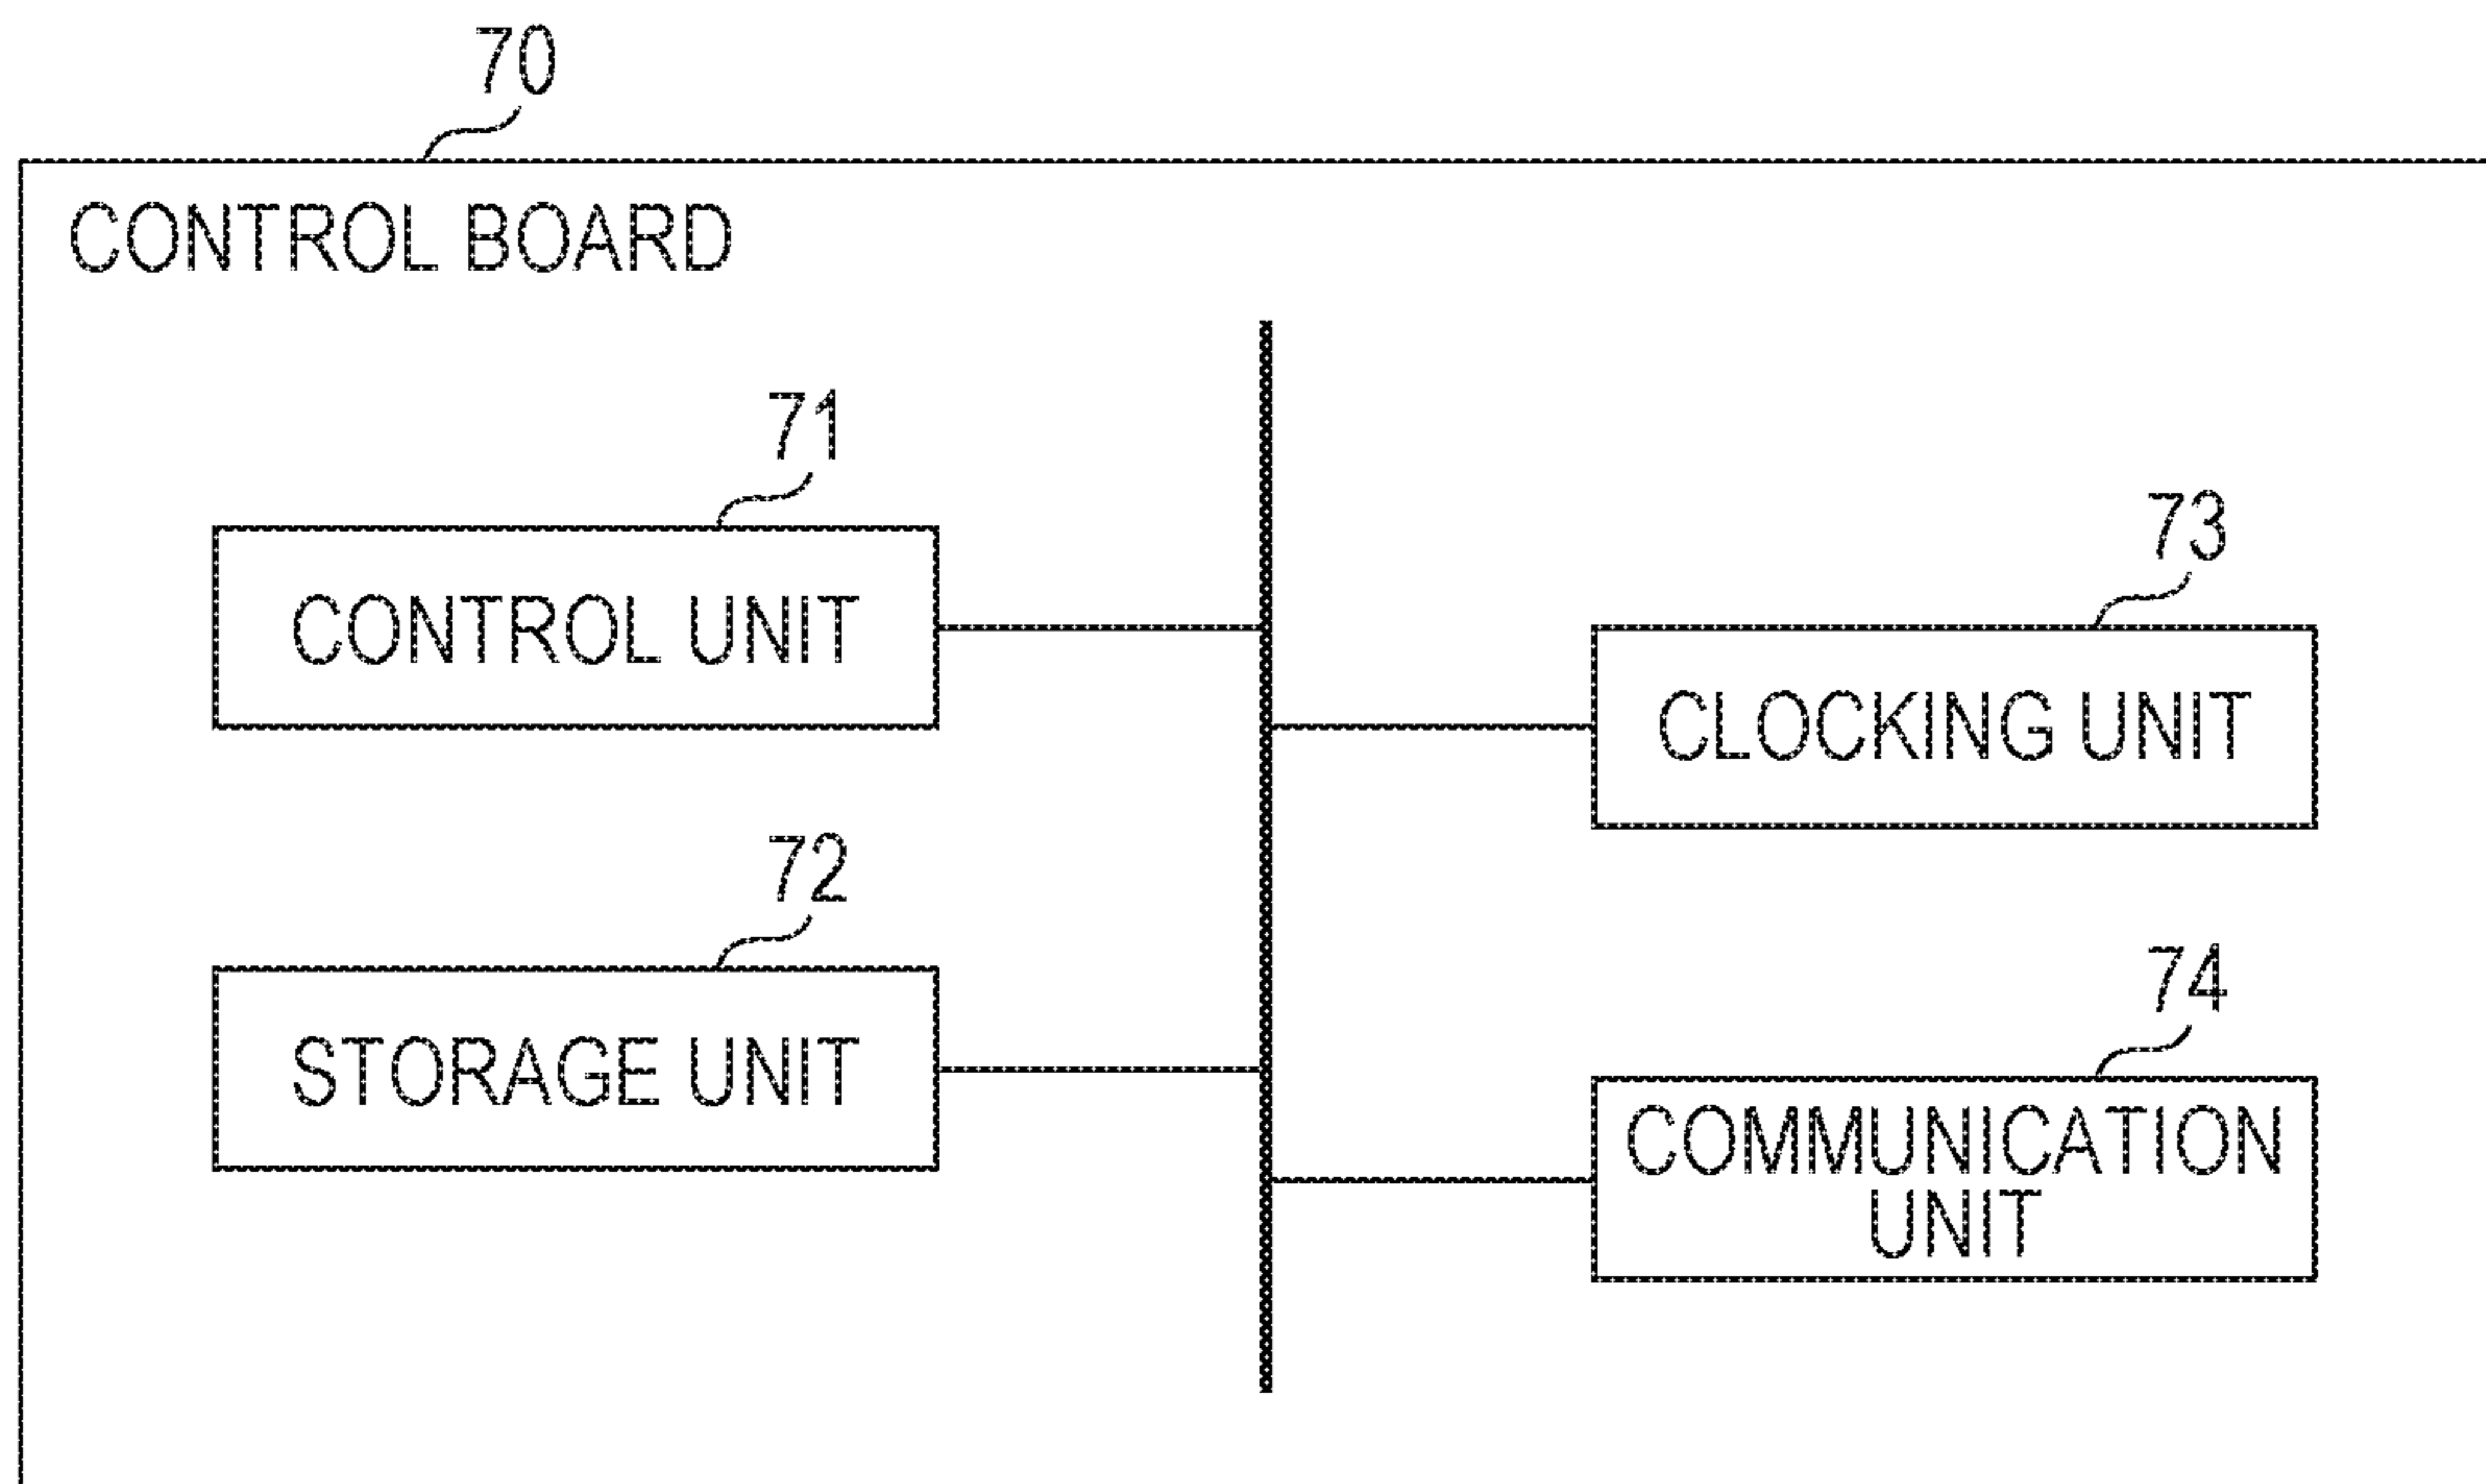 70
CONTROL BOARD
71
CONTROL UNIT
73
CLOCKING UNIT
72
STORAGE UNIT
74
COMMUNICATION
UNIT